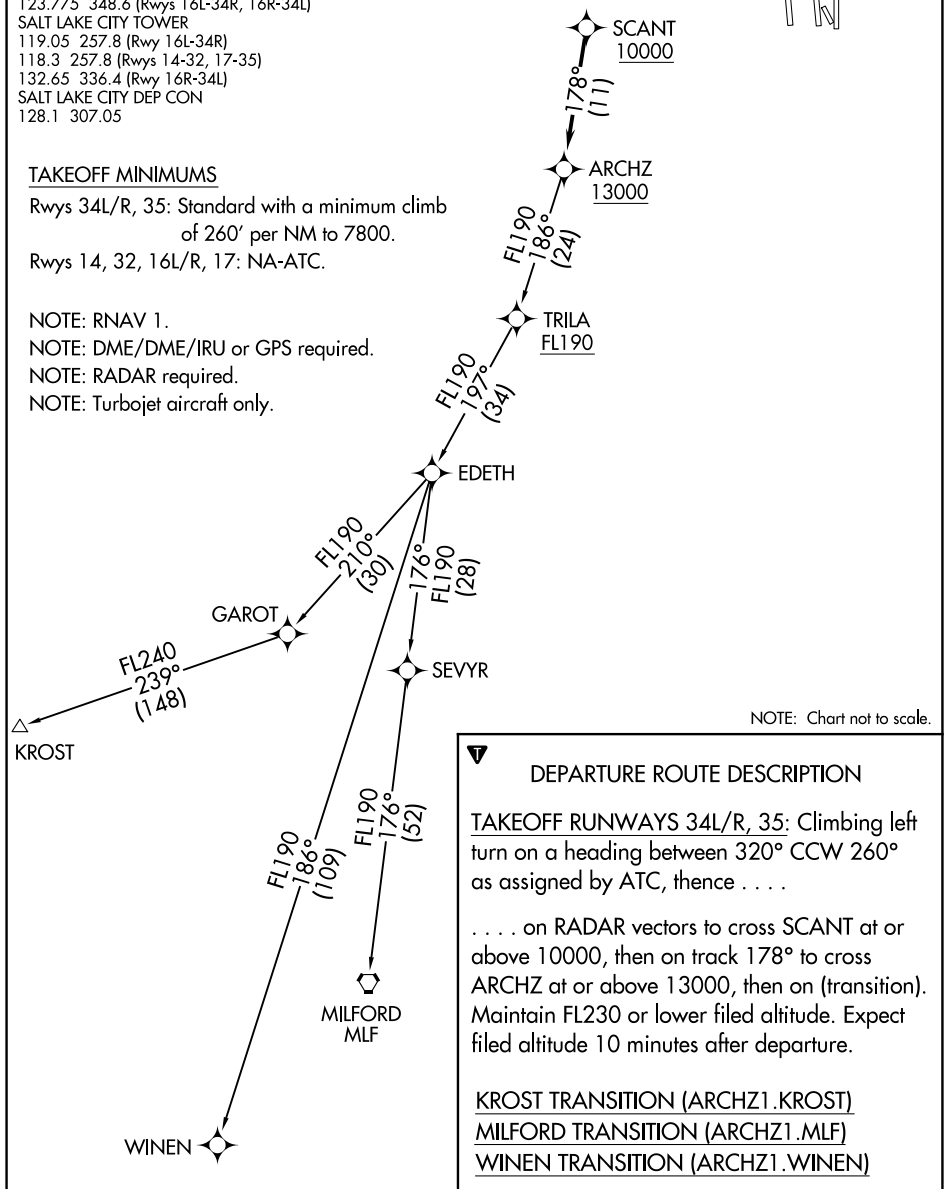 123.775 348.6 (Rwys 16L-34R, 16R-34L)
SALT LAKE CITY TOWER
119.05 257.8 (Rwy 16L-34R)
118.3 257.8 (Rwys 14-32, 17-35)
132.65 336.4 (Rwy 16R-34L)
SALT LAKE CITY DEP CON
128.1 307.05
TAKEOFF MINIMUMS
Rwys 34L/R, 35: Standard with a minimum climb
of 260' per NM to 7800.
Rwys 14, 32, 16L/R, 17: NA-ATC.
NOTE: RNAV 1.
NOTE: DME/DME/IRU or GPS required.
NOTE: RADAR required.
NOTE: Turbojet aircraft only.
SCANT
10000
178°
(11)
ARCHZ
13000
FL190
186°
(24)
TRILA
FL190
FL190
197°
(34)
EDETH
FL190
210°
(30)
176°
FL190
(28)
GAROT
SEVYR
FL240
239°
(148)
KROST
FL190
186°
(109)
FL190
176°
(52)
MILFORD
MLF
WINEN
NOTE: Chart not to scale.
T
DEPARTURE ROUTE DESCRIPTION
TAKEOFF RUNWAYS 34L/R, 35: Climbing left
turn on a heading between 320° CCW 260°
as assigned by ATC, thence . . . .
. . . . on RADAR vectors to cross SCANT at or
above 10000, then on track 178° to cross
ARCHZ at or above 13000, then on (transition).
Maintain FL230 or lower filed altitude. Expect
filed altitude 10 minutes after departure.
KROST TRANSITION (ARCHZ1.KROST)
MILFORD TRANSITION (ARCHZ1.MLF)
WINEN TRANSITION (ARCHZ1.WINEN)